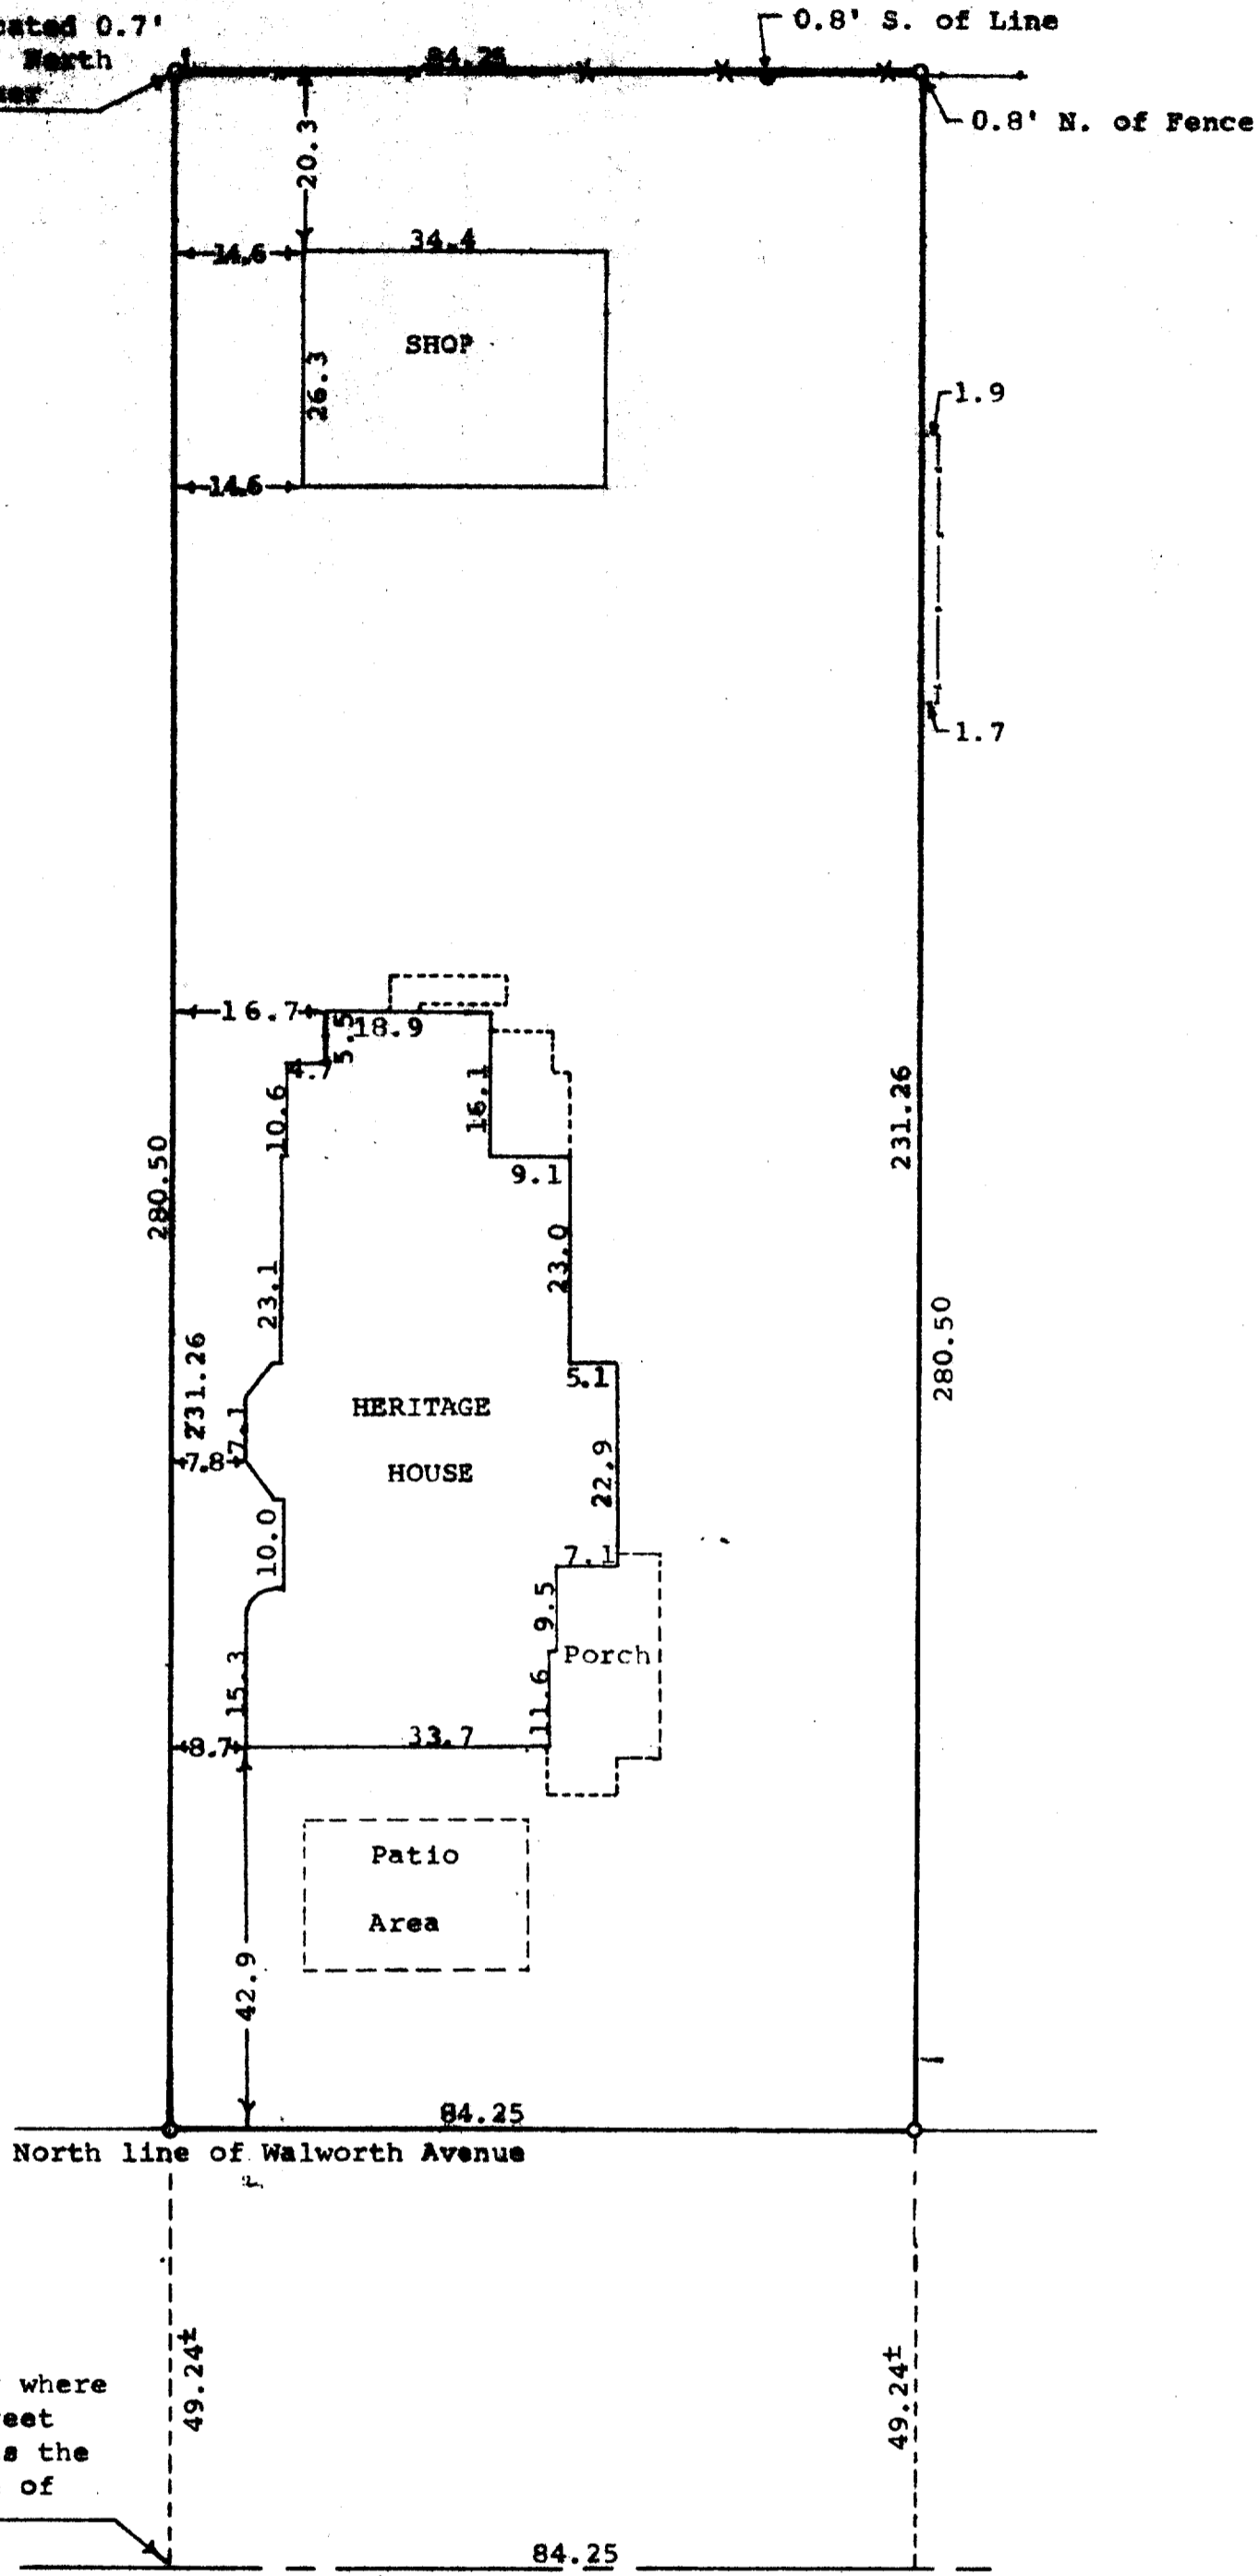 cated 0.7'
North
0.8' S. of Line
84.25
0.8' N. of Fence
20.3
14.6
34.4
SHOP
26.3
14.6
1.9
1.7
16.7
18.9
5.5
4.7
16.1
10.6
9.1
231.26
280.50
23.1
23.0
280.50
231.26
5.1
7.1
HERITAGE
7.8
HOUSE
22.9
10.0
7.1
9.5
Porch
15.3
11.6
8.7
33.7
Patio
Area
42.9
84.25
North line of Walworth Avenue
49.24±
49.24±
where
eet
s the
of
84.25